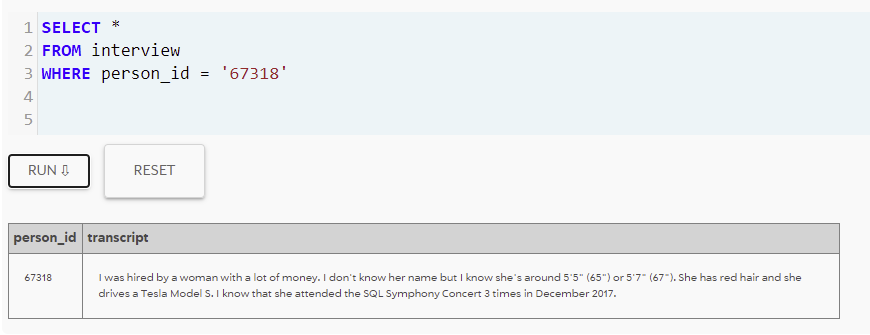 1 SELECT *
2 FROM interview
3 WHERE person_id = '67318'
4
5
RUN ⇩ RESET
person_id transcript
67318 I was hired by a woman with a lot of money. I don't know her name but I know she's around 5'5" (65") or 5'7" (67"). She has red hair and she
drives a Tesla Model S. I know that she attended the SQL Symphony Concert 3 times in December 2017.